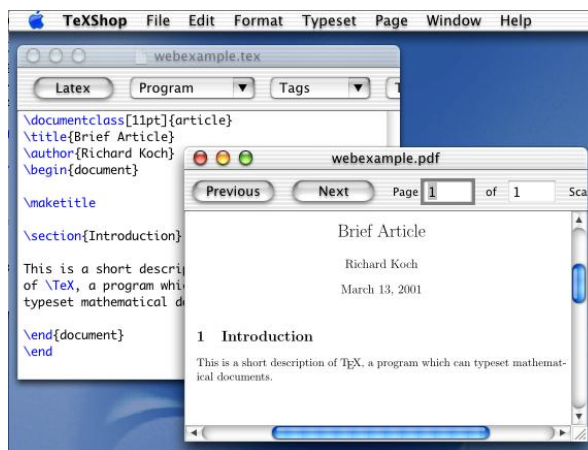 TeXShop File Edit Format Typeset Page Window Help
webexample.tex
Latex Program Tags
\documentclass[11pt]{article}
\title{Brief Article}
\author{Richard Koch}
\begin{document}
\maketitle
\section{Introduction}
This is a short descri
of \TeX, a program whi
typeset mathematical d
\end{document}
\end
webexample.pdf
Previous Next Page 1 of 1 Sca
Brief Article
Richard Koch
March 13, 2001
1 Introduction
This is a short description of TEX, a program which can typeset mathemat-
ical documents.